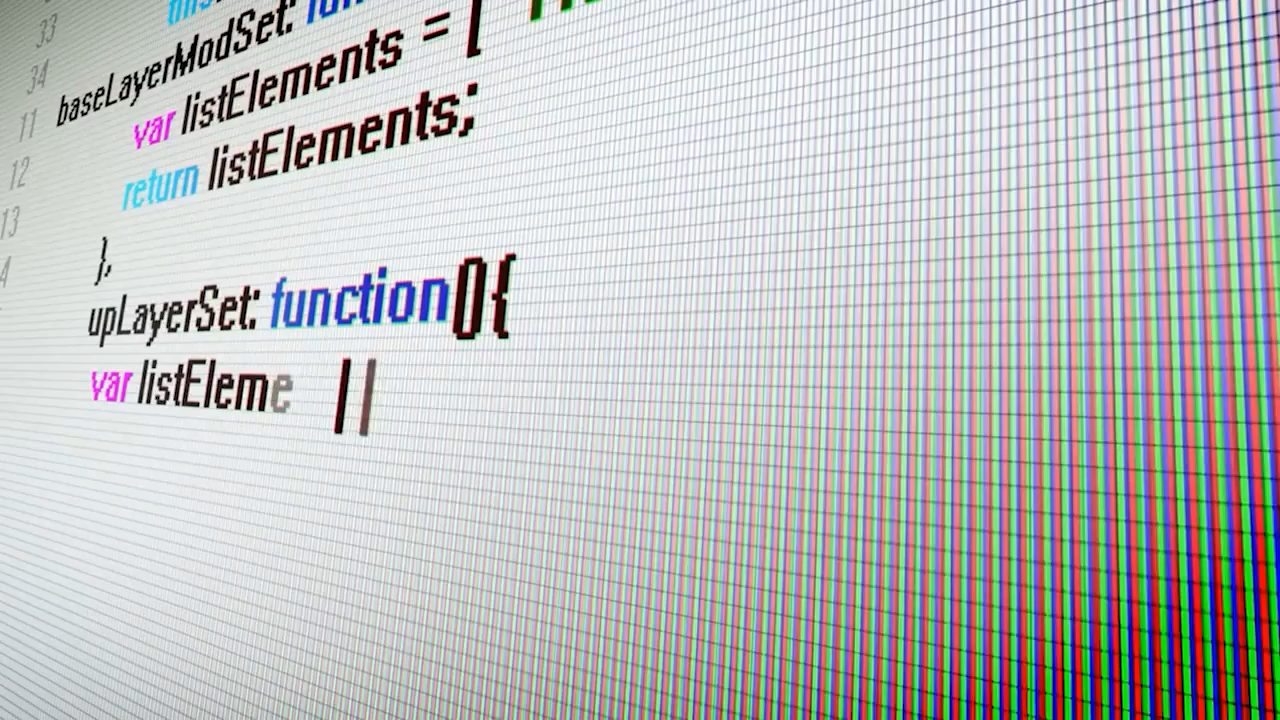 33
34 baseLayerModSet:
11 var listElements = [
12 return listElements;
13
},
upLayerSet: function(){
var listEleme ||